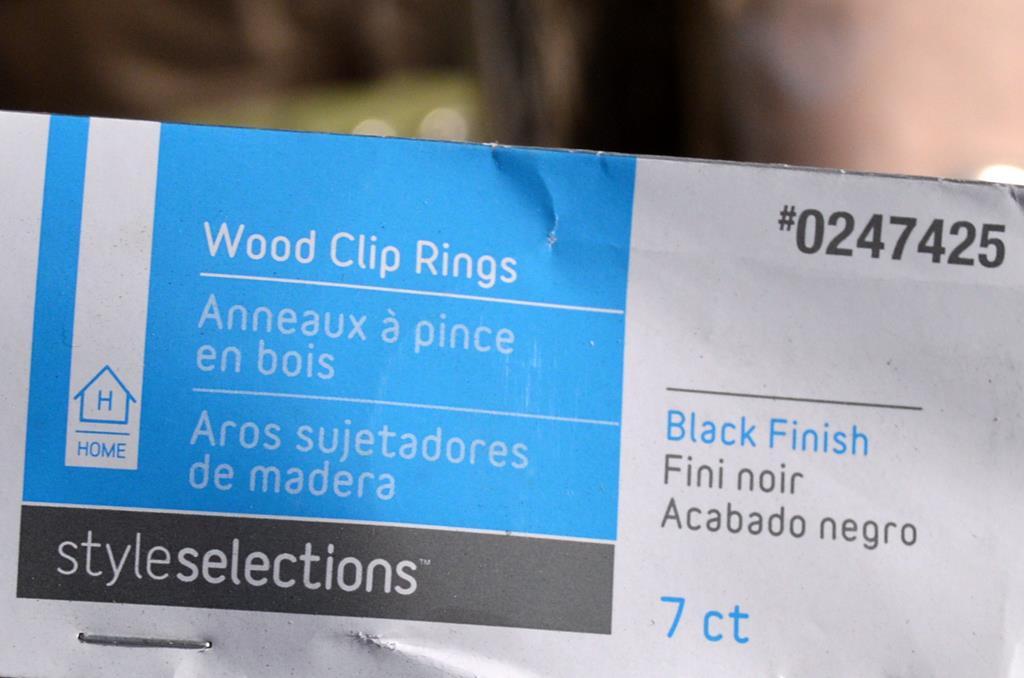 Wood Clip Rings
Anneaux à pince
en bois
Aros sujetadores
de madera
H
HOME
styleselections™
#0247425
Black Finish
Fini noir
Acabado negro
7 ct